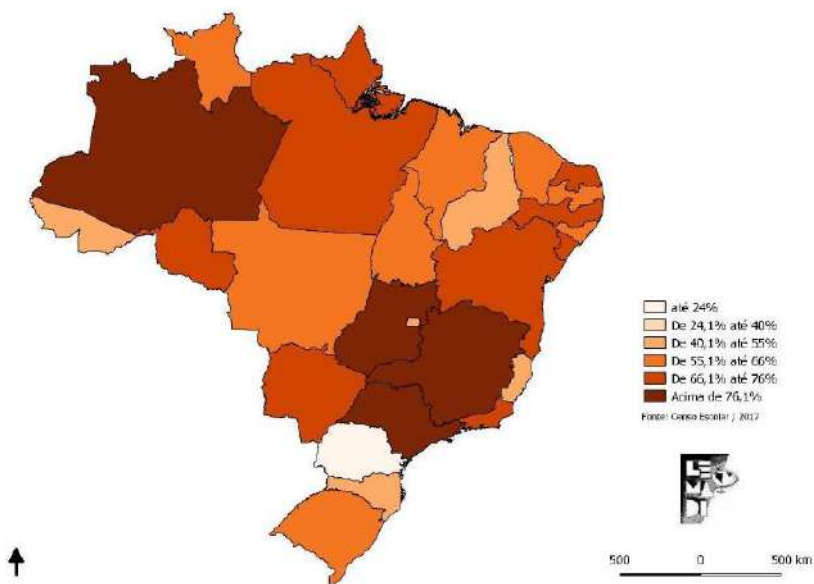 até 24%
De 24,1% até 40%
De 40,1% até 55%
De 55,1% até 66%
De 66,1% até 76%
Acima de 76,1%
Fonte: Censo Escolar / 2017
500 0 500 km